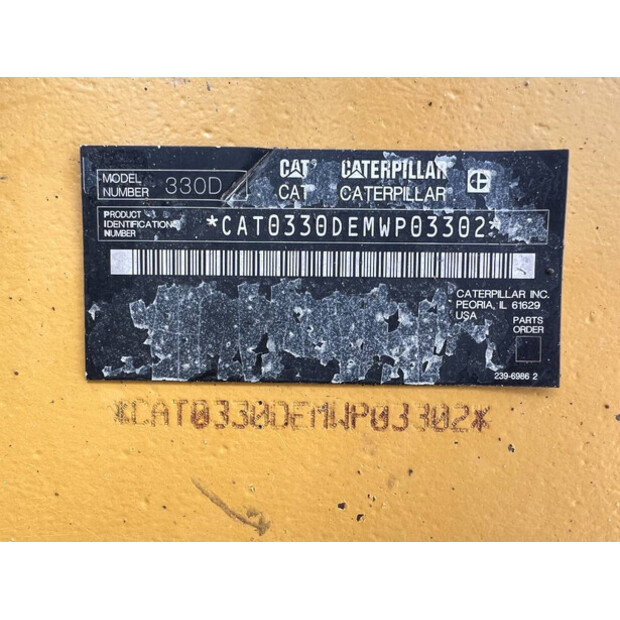 CAT CATERPILLAR
MODEL
NUMBER 330D
CAT CATERPILLAR
PRODUCT
IDENTIFICATION
NUMBER
*CAT0330DEMWP03302*
CATERPILLAR INC.
PEORIA, IL 61629
USA
PARTS
ORDER
239-6986 2
*CAT0330DEMWP03302*